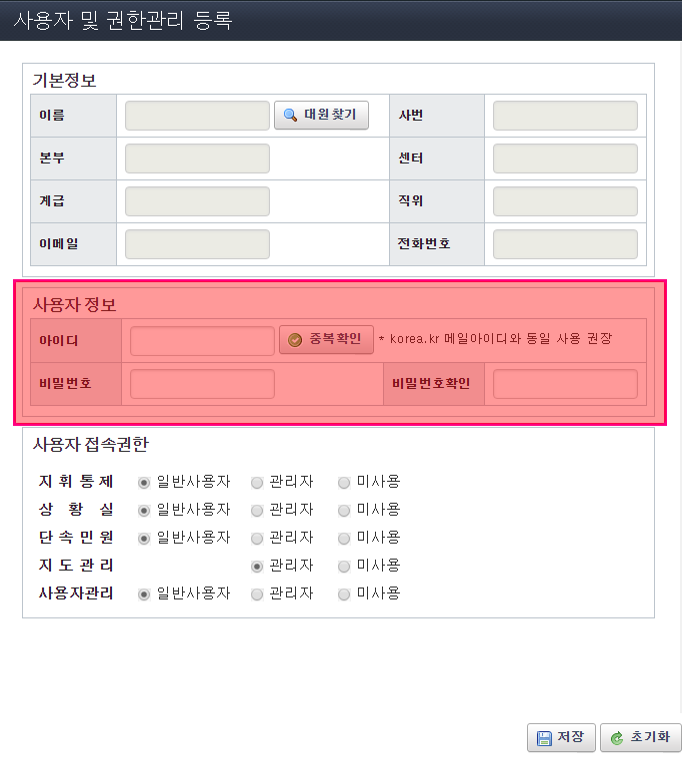 사용자 및 권한관리 등록
기본정보
이름 대원찾기 사번
본부 센터
계급 직위
이메일 전화번호
사용자 정보
아이디 중복확인 * korea.kr 메일아이디와 동일 사용 권장
비밀번호 비밀번호확인
사용자 접속권한
지 휘 통 제 일반사용자 관리자 미사용
상 황 실 일반사용자 관리자 미사용
단 속 민 원 일반사용자 관리자 미사용
지 도 관 리 관리자 미사용
사용자관리 일반사용자 관리자 미사용
저장 초기화